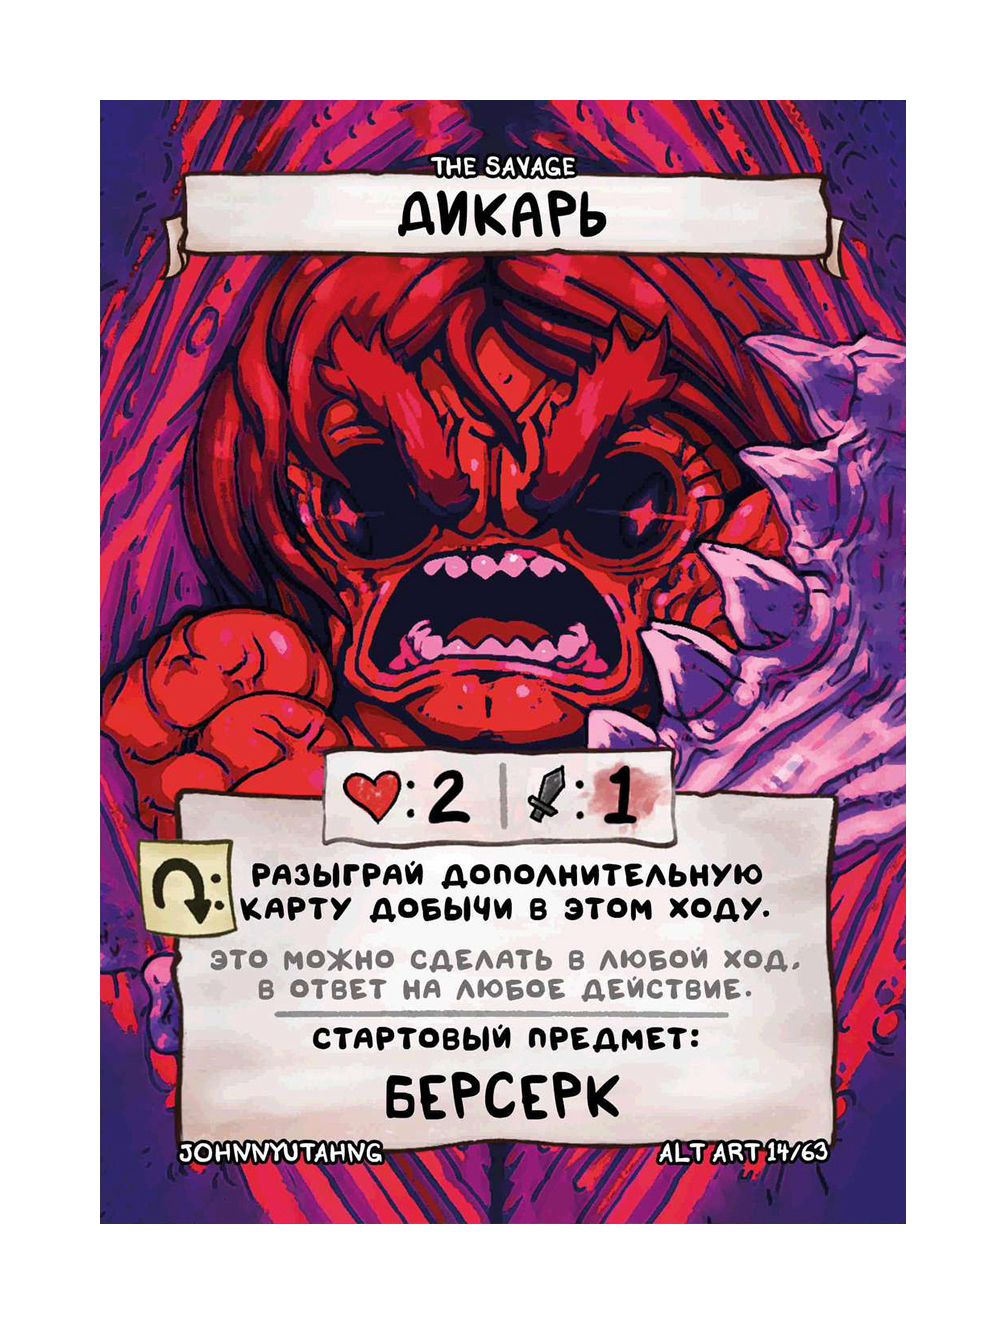 THE SAVAGE
ДИКАРЬ
: 2 | : 1
: РАЗЫГРАЙ ДОПОЛНИТЕЛЬНУЮ
КАРТУ ДОБЫЧИ В ЭТОМ ХОДУ.
ЭТО МОЖНО СДЕЛАТЬ В ЛЮБОЙ ХОД,
В ОТВЕТ НА ЛЮБОЕ ДЕЙСТВИЕ.
СТАРТОВЫЙ ПРЕДМЕТ:
БЕРСЕРК
JOHNNYUTAHNG ALT ART 14/63